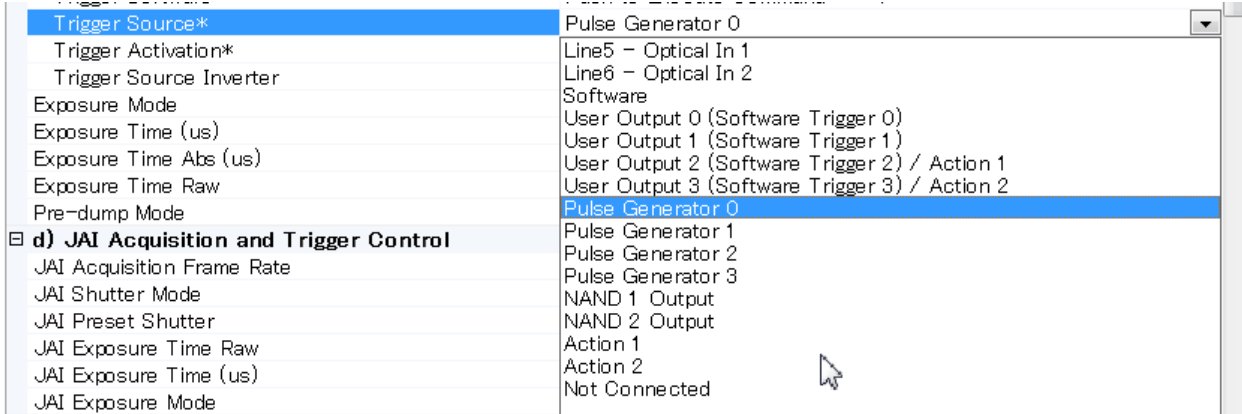 Trigger Source* Pulse Generator 0
Trigger Activation* Line5 - Optical In 1
Trigger Source Inverter Line6 - Optical In 2
Software
Exposure Mode User Output 0 (Software Trigger 0)
Exposure Time (us) User Output 1 (Software Trigger 1)
Exposure Time Abs (us) User Output 2 (Software Trigger 2) / Action 1
Exposure Time Raw User Output 3 (Software Trigger 3) / Action 2
Pre-dump Mode Pulse Generator 0
d) JAI Acquisition and Trigger Control Pulse Generator 1
JAI Acquisition Frame Rate Pulse Generator 2
Pulse Generator 3
JAI Shutter Mode NAND 1 Output
JAI Preset Shutter NAND 2 Output
JAI Exposure Time Raw Action 1
JAI Exposure Time (us) Action 2
Not Connected
JAI Exposure Mode